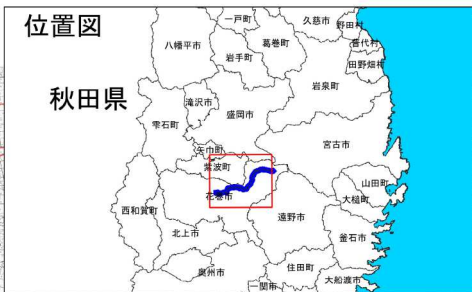 位置図
秋田県
一戸町
久慈市
野田村
八幡平市
葛巻町
普代村
岩手町
田野畑村
岩泉町
滝沢市
盛岡市
雫石町
宮古市
矢巾町
紫波町
山田町
花巻市
大槌町
西和賀町
遠野市
北上市
釜石市
奥州市
住田町
一関市
大船渡市